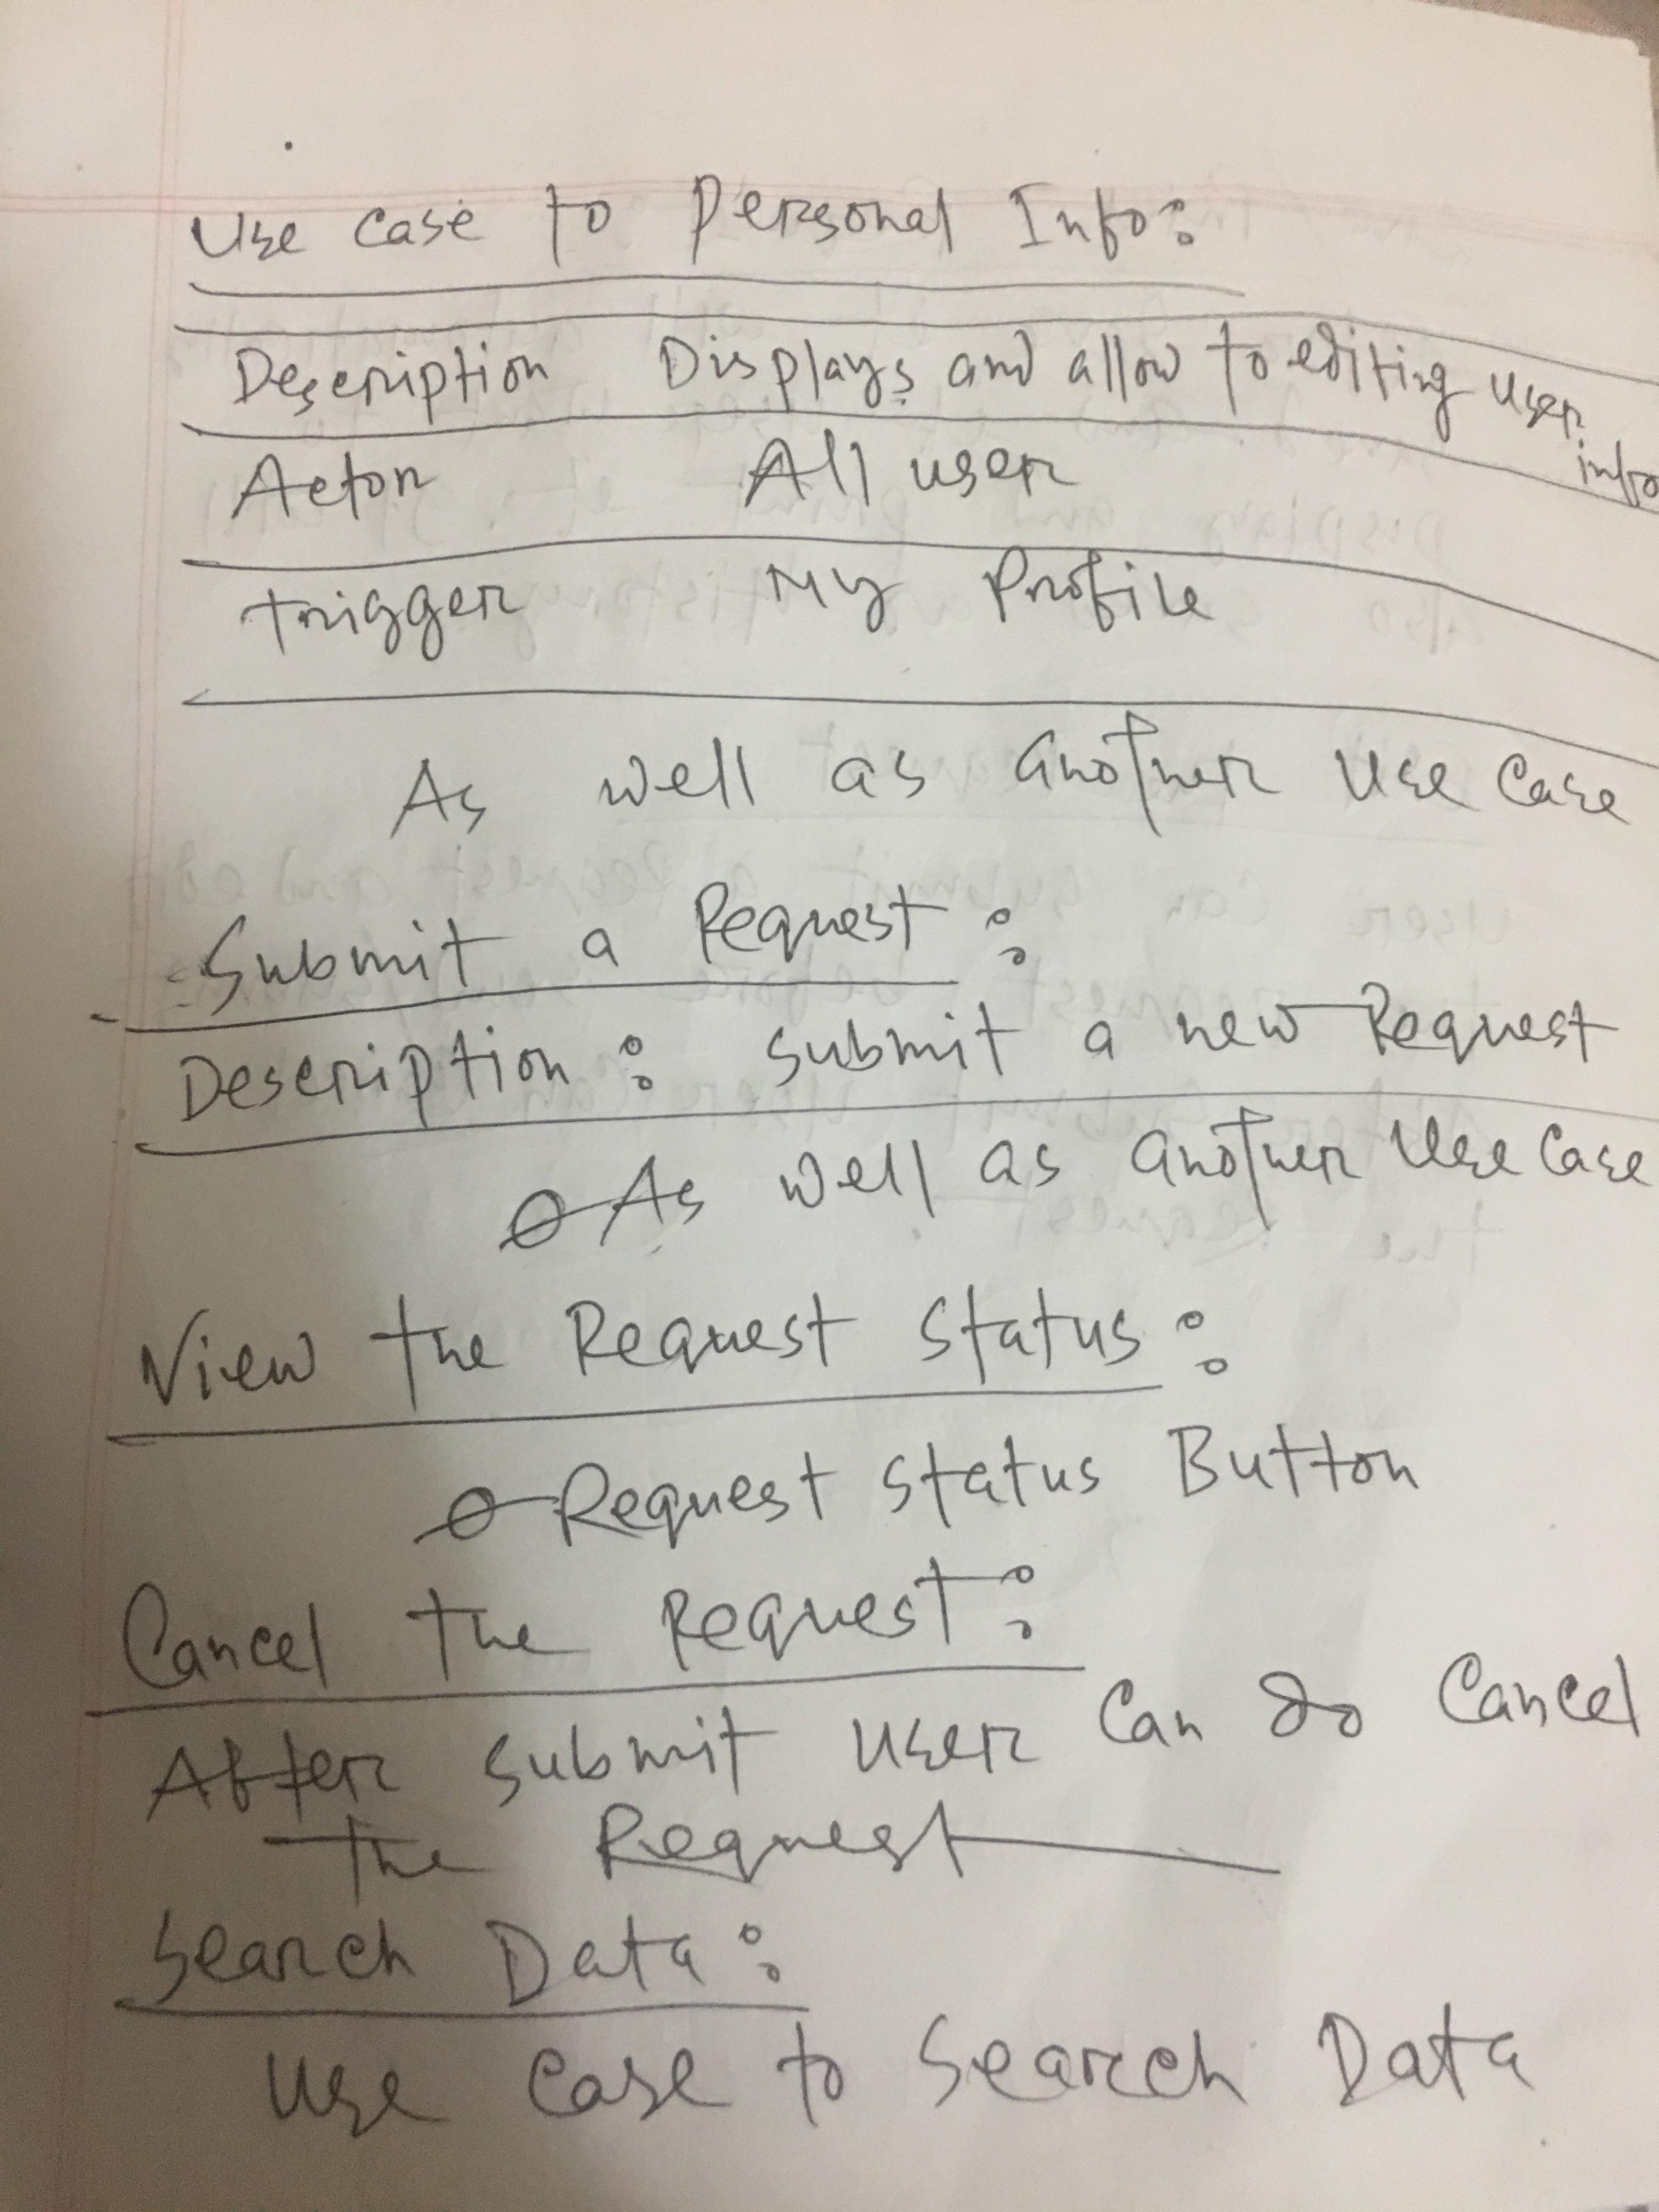 Use Case to Personal Info:
Description Displays and allow to editing user info
Actor All user
Trigger My Profile
As well as another Use Case
Submit a Request :
Description : Submit a new Request
As well as another Use Case
View the Request Status :
Request Status Button
Cancel the Request :
After submit user can do cancel
the Request
Search Data :
Use Case to Search Data